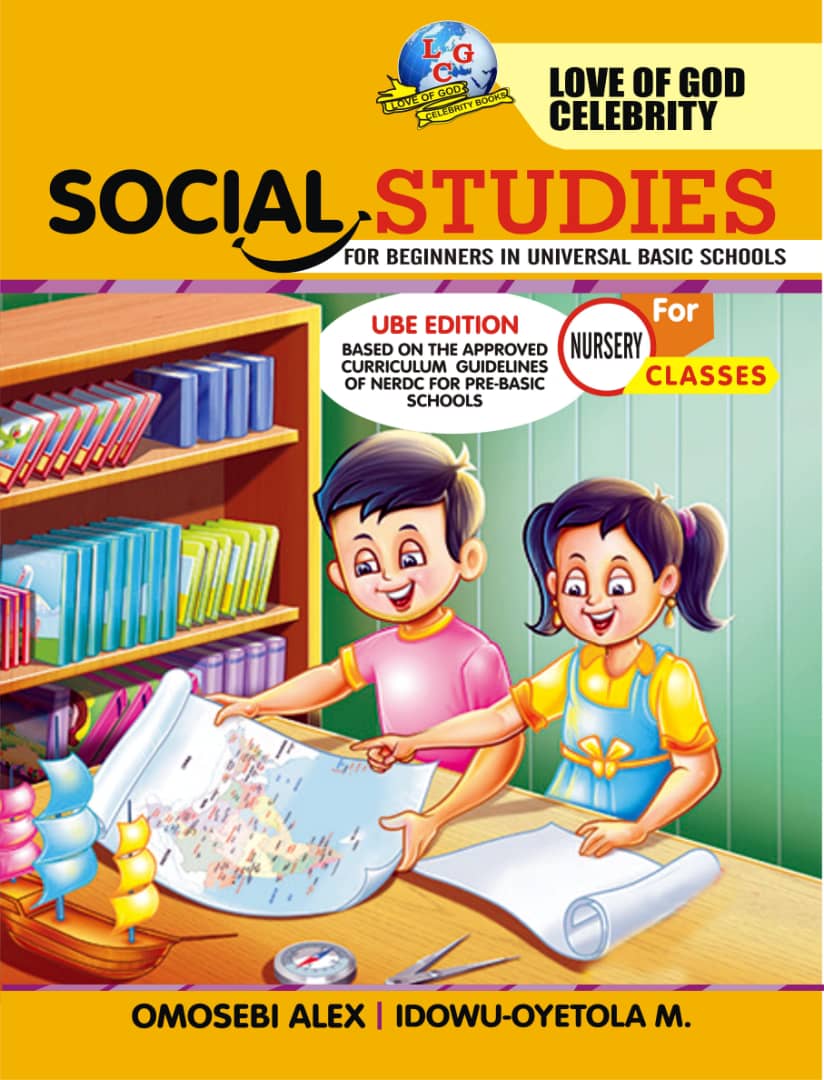 L G
C
LOVE OF GOD
CELEBRITY BOOKS
LOVE OF GOD
CELEBRITY
SOCIAL STUDIES
FOR BEGINNERS IN UNIVERSAL BASIC SCHOOLS
UBE EDITION
BASED ON THE APPROVED
CURRICULUM GUIDELINES
OF NERDC FOR PRE-BASIC
SCHOOLS
For
NURSERY
CLASSES
OMOSEBI ALEX | IDOWU-OYETOLA M.